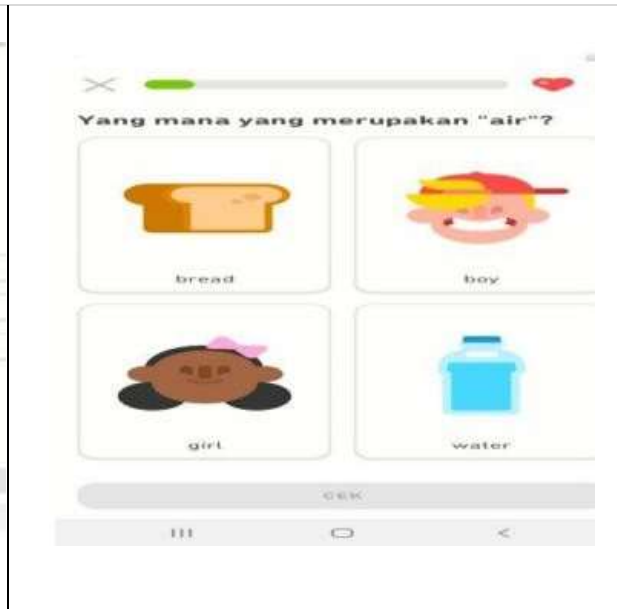 Yang mana yang merupakan "air"?
bread
boy
girl
water
CEK